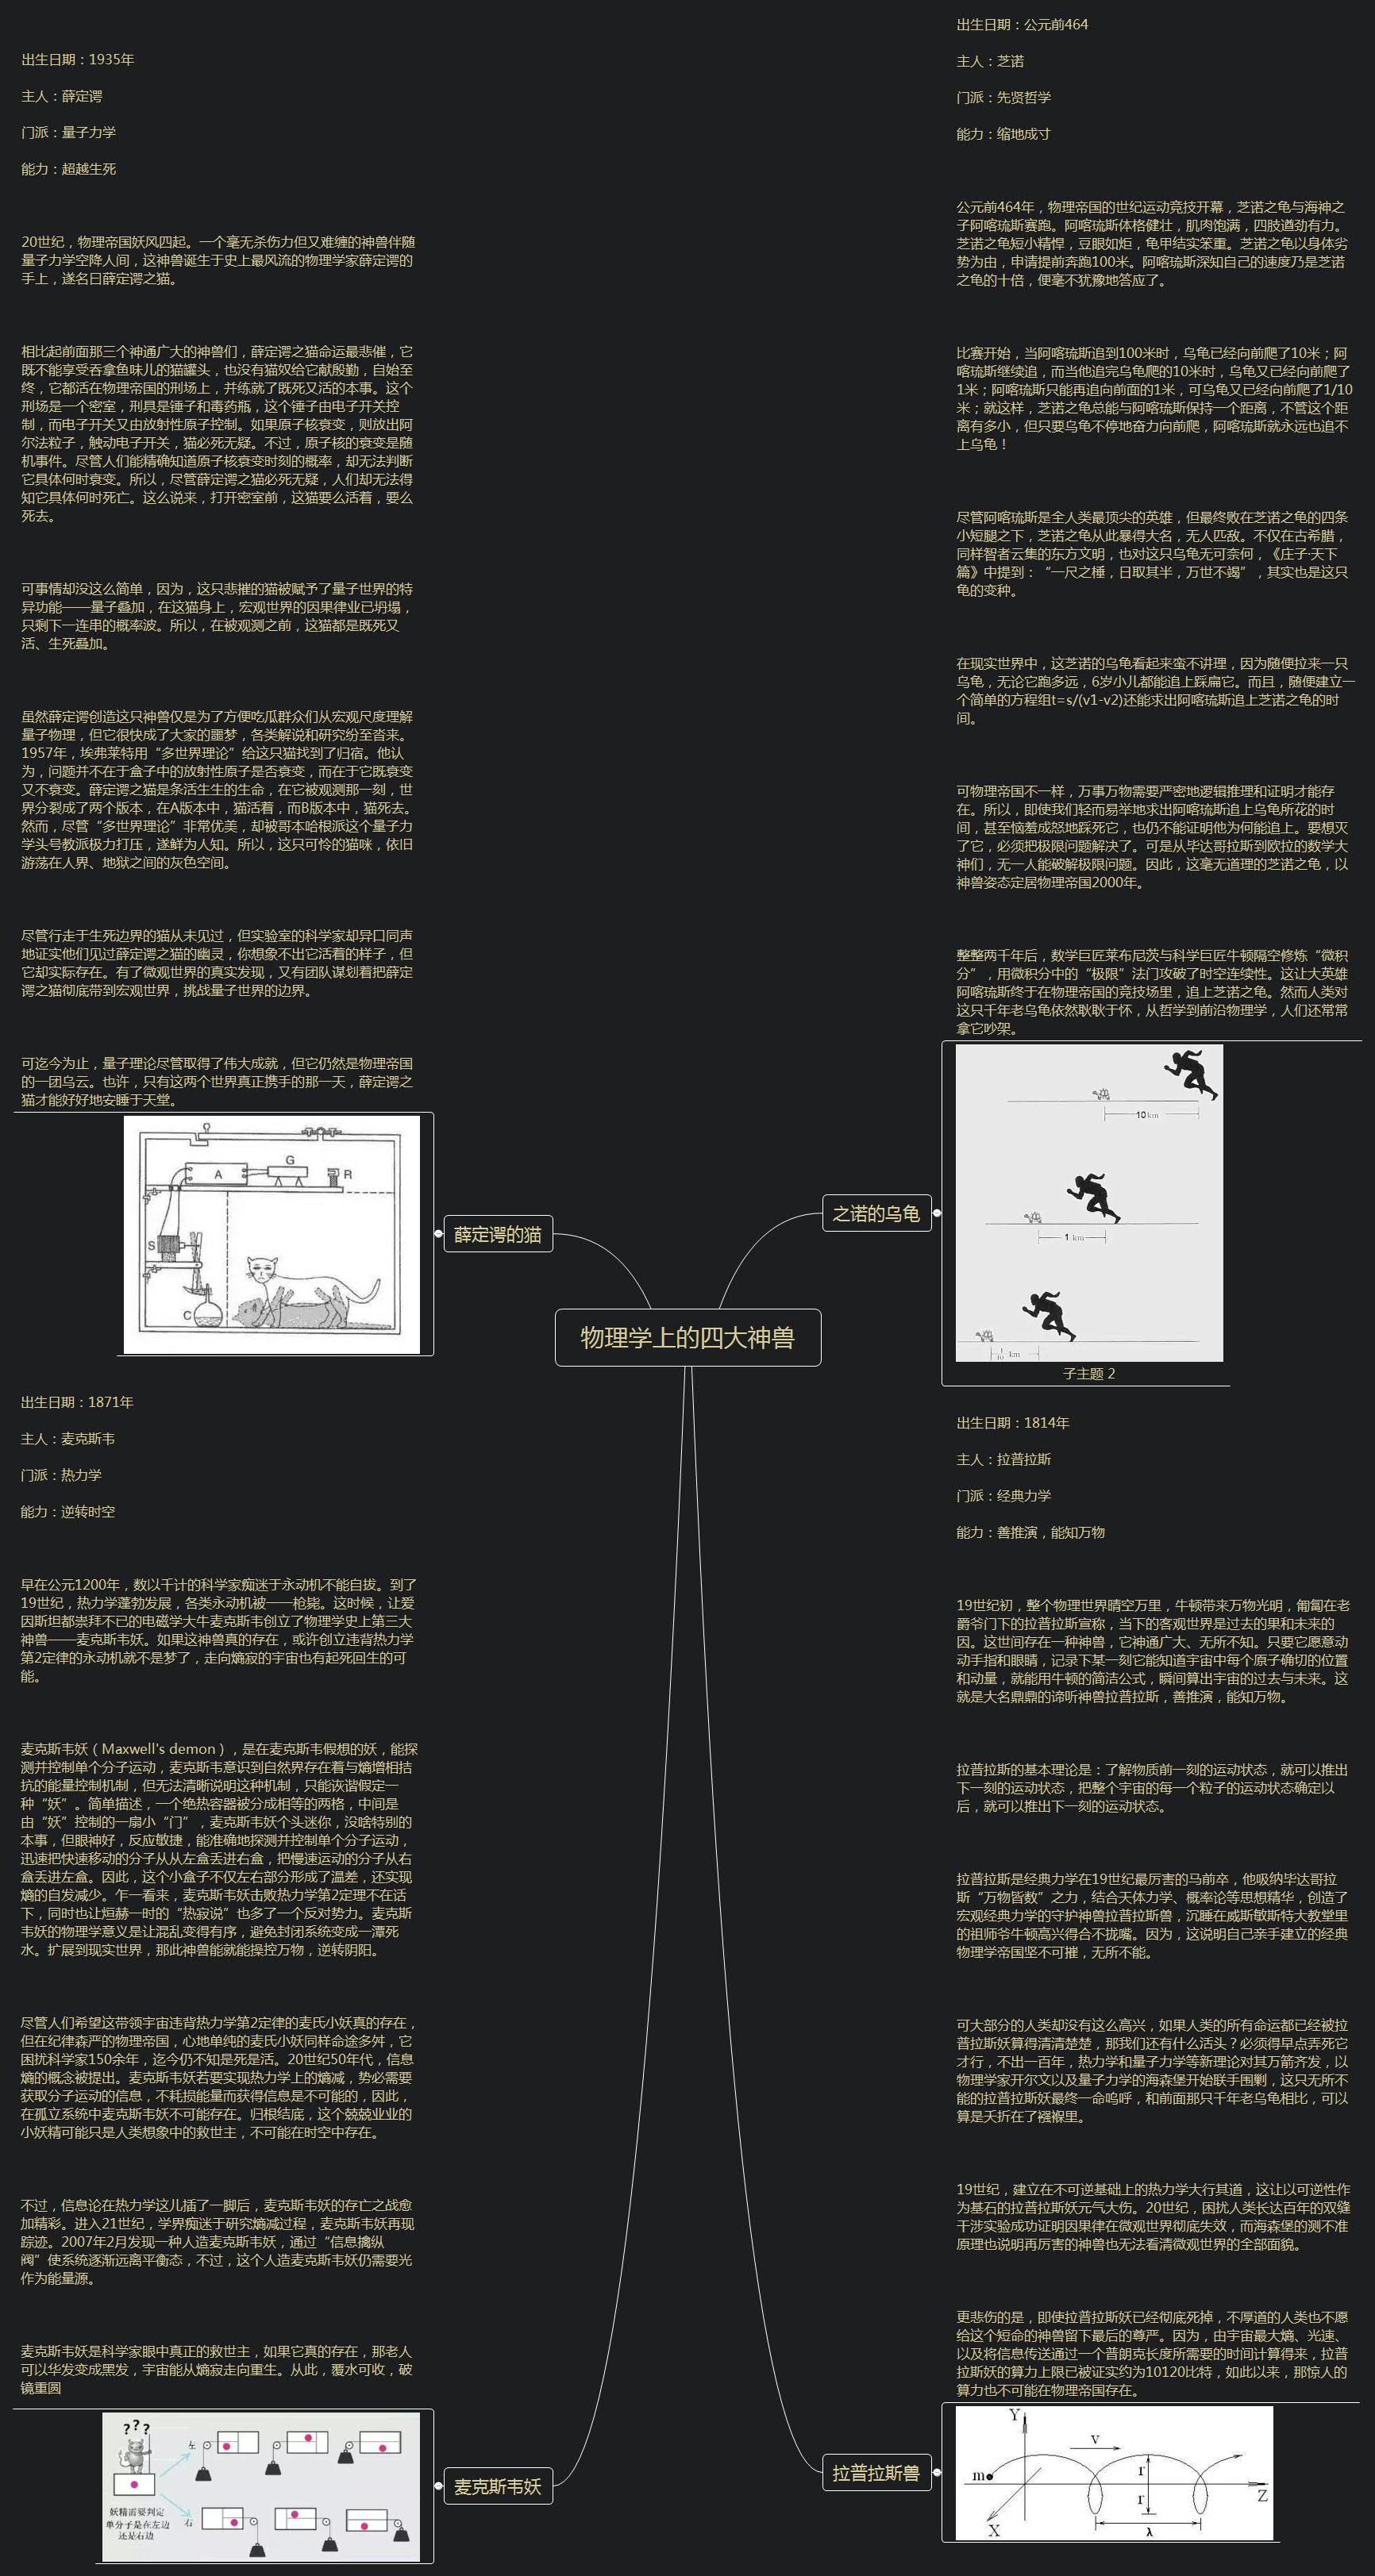 出生日期：1935年
主人：薛定谔
门派：量子力学
能力：超越生死
20世纪，物理帝国妖风四起。一个毫无杀伤力但又难缠的神兽伴随
量子力学空降人间，这神兽诞生于史上最风流的物理学家薛定谔的
手上，遂名曰薛定谔之猫。
相比起前面那三个神通广大的神兽们，薛定谔之猫命运最悲催，它
既不能享受吞拿鱼味儿的猫罐头，也没有猫奴给它献殷勤，自始至
终，它都活在物理帝国的刑场上，并练就了既死又活的本事。这个
刑场是一个密室，刑具是锤子和毒药瓶，这个锤子由电子开关控
制，而电子开关又由放射性原子控制。如果原子核衰变，则放出阿
尔法粒子，触动电子开关，猫必死无疑。不过，原子核的衰变是随
机事件。尽管人们能精确知道原子核衰变时刻的概率，却无法判断
它具体何时衰变。所以，尽管薛定谔之猫必死无疑，人们却无法得
知它具体何时死亡。这么说来，打开密室前，这猫要么活着，要么
死去。
可事情却没这么简单，因为，这只悲摧的猫被赋予了量子世界的特
异功能——量子叠加，在这猫身上，宏观世界的因果律业已坍塌，
只剩下一连串的概率波。所以，在被观测之前，这猫都是既死又
活、生死叠加。
虽然薛定谔创造这只神兽仅是为了方便吃瓜群众们从宏观尺度理解
量子物理，但它很快成了大家的噩梦，各类解说和研究纷至沓来。
1957年，埃弗莱特用“多世界理论”给这只猫找到了归宿。他认
为，问题并不在于盒子中的放射性原子是否衰变，而在于它既衰变
又不衰变。薛定谔之猫是条活生生的生命，在它被观测那一刻，世
界分裂成了两个版本，在A版本中，猫活着，而B版本中，猫死去。
然而，尽管“多世界理论”非常优美，却被哥本哈根派这个量子力
学头号教派极力打压，遂鲜为人知。所以，这只可怜的猫咪，依旧
游荡在人界、地狱之间的灰色空间。
尽管行走于生死边界的猫从未见过，但实验室的科学家却异口同声
地证实他们见过薛定谔之猫的幽灵，你想象不出它活着的样子，但
它却实际存在。有了微观世界的真实发现，又有团队谋划着把薛定
谔之猫彻底带到宏观世界，挑战量子世界的边界。
可迄今为止，量子理论尽管取得了伟大成就，但它仍然是物理帝国
的一团乌云。也许，只有这两个世界真正携手的那一天，薛定谔之
猫才能好好地安睡于天堂。
A
G
R
S
C
薛定谔的猫
出生日期：公元前464
主人：芝诺
门派：先贤哲学
能力：缩地成寸
公元前464年，物理帝国的世纪运动竞技开幕，芝诺之龟与海神之
子阿喀琉斯赛跑。阿喀琉斯体格健壮，肌肉饱满，四肢遒劲有力。
芝诺之龟短小精悍，豆眼如炬，龟甲结实笨重。芝诺之龟以身体劣
势为由，申请提前奔跑100米。阿喀琉斯深知自己的速度乃是芝诺
之龟的十倍，便毫不犹豫地答应了。
比赛开始，当阿喀琉斯追到100米时，乌龟已经向前爬了10米；阿
喀琉斯继续追，而当他追完乌龟爬的10米时，乌龟又已经向前爬了
1米；阿喀琉斯只能再追向前面的1米，可乌龟又已经向前爬了1/10
米；就这样，芝诺之龟总能与阿喀琉斯保持一个距离，不管这个距
离有多小，但只要乌龟不停地奋力向前爬，阿喀琉斯就永远也追不
上乌龟！
尽管阿喀琉斯是全人类最顶尖的英雄，但最终败在芝诺之龟的四条
小短腿之下，芝诺之龟从此暴得大名，无人匹敌。不仅在古希腊，
同样智者云集的东方文明，也对这只乌龟无可奈何，《庄子·天下
篇》中提到：“一尺之棰，日取其半，万世不竭”，其实也是这只
龟的变种。
在现实世界中，这芝诺的乌龟看起来蛮不讲理，因为随便拉来一只
乌龟，无论它跑多远，6岁小儿都能追上踩扁它。而且，随便建立一
个简单的方程组t=s/(v1-v2)还能求出阿喀琉斯追上芝诺之龟的时
间。
可物理帝国不一样，万事万物需要严密地逻辑推理和证明才能存
在。所以，即使我们轻而易举地求出阿喀琉斯追上乌龟所花的时
间，甚至恼羞成怒地踩死它，也仍不能证明他为何能追上。要想灭
了它，必须把极限问题解决了。可是从毕达哥拉斯到欧拉的数学大
神们，无一人能破解极限问题。因此，这毫无道理的芝诺之龟，以
神兽姿态定居物理帝国2000年。
整整两千年后，数学巨匠莱布尼茨与科学巨匠牛顿隔空修炼“微积
分”，用微积分中的“极限”法门攻破了时空连续性。这让大英雄
阿喀琉斯终于在物理帝国的竞技场里，追上芝诺之龟。然而人类对
这只千年老乌龟依然耿耿于怀，从哲学到前沿物理学，人们还常常
拿它吵架。
10 km
1 km
1/10 km
子主题 2
之诺的乌龟
物理学上的四大神兽
出生日期：1871年
主人：麦克斯韦
门派：热力学
能力：逆转时空
早在公元1200年，数以千计的科学家痴迷于永动机不能自拔。到了
19世纪，热力学蓬勃发展，各类永动机被一一枪毙。这时候，让爱
因斯坦都崇拜不已的电磁学大牛麦克斯韦创立了物理学史上第三大
神兽——麦克斯韦妖。如果这神兽真的存在，或许创立违背热力学
第2定律的永动机就不是梦了，走向熵寂的宇宙也有起死回生的可
能。
麦克斯韦妖（Maxwell's demon），是在麦克斯韦假想的妖，能探
测并控制单个分子运动，麦克斯韦意识到自然界存在着与熵增相拮
抗的能量控制机制，但无法清晰说明这种机制，只能诙谐假定一
种“妖”。简单描述，一个绝热容器被分成相等的两格，中间是
由“妖”控制的一扇小“门”，麦克斯韦妖个头迷你，没啥特别的
本事，但眼神好，反应敏捷，能准确地探测并控制单个分子运动，
迅速把快速移动的分子从从左盒丢进右盒，把慢速运动的分子从右
盒丢进左盒。因此，这个小盒子不仅左右部分形成了温差，还实现
熵的自发减少。乍一看来，麦克斯韦妖击败热力学第2定理不在话
下，同时也让烜赫一时的“热寂说”也多了一个反对势力。麦克斯
韦妖的物理学意义是让混乱变得有序，避免封闭系统变成一潭死
水。扩展到现实世界，那此神兽能就能操控万物，逆转阴阳。
尽管人们希望这带领宇宙违背热力学第2定律的麦氏小妖真的存在，
但在纪律森严的物理帝国，心地单纯的麦氏小妖同样命途多舛，它
困扰科学家150余年，迄今仍不知是死是活。20世纪50年代，信息
熵的概念被提出。麦克斯韦妖若要实现热力学上的熵减，势必需要
获取分子运动的信息，不耗损能量而获得信息是不可能的，因此，
在孤立系统中麦克斯韦妖不可能存在。归根结底，这个兢兢业业的
小妖精可能只是人类想象中的救世主，不可能在时空中存在。
不过，信息论在热力学这儿插了一脚后，麦克斯韦妖的存亡之战愈
加精彩。进入21世纪，学界痴迷于研究熵减过程，麦克斯韦妖再现
踪迹。2007年2月发现一种人造麦克斯韦妖，通过“信息擒纵
阀”使系统逐渐远离平衡态，不过，这个人造麦克斯韦妖仍需要光
作为能量源。
麦克斯韦妖是科学家眼中真正的救世主，如果它真的存在，那老人
可以华发变成黑发，宇宙能从熵寂走向重生。从此，覆水可收，破
镜重圆
???
左
右
妖精需要判定
单分子是在左边
还是右边
麦克斯韦妖
出生日期：1814年
主人：拉普拉斯
门派：经典力学
能力：善推演，能知万物
19世纪初，整个物理世界晴空万里，牛顿带来万物光明，匍匐在老
爵爷门下的拉普拉斯宣称，当下的客观世界是过去的果和未来的
因。这世间存在一种神兽，它神通广大、无所不知。只要它愿意动
动手指和眼睛，记录下某一刻它能知道宇宙中每个原子确切的位置
和动量，就能用牛顿的简洁公式，瞬间算出宇宙的过去与未来。这
就是大名鼎鼎的谛听神兽拉普拉斯，善推演，能知万物。
拉普拉斯的基本理论是：了解物质前一刻的运动状态，就可以推出
下一刻的运动状态，把整个宇宙的每一个粒子的运动状态确定以
后，就可以推出下一刻的运动状态。
拉普拉斯是经典力学在19世纪最厉害的马前卒，他吸纳毕达哥拉
斯“万物皆数”之力，结合天体力学、概率论等思想精华，创造了
宏观经典力学的守护神兽拉普拉斯兽，沉睡在威斯敏斯特大教堂里
的祖师爷牛顿高兴得合不拢嘴。因为，这说明自己亲手建立的经典
物理学帝国坚不可摧，无所不能。
可大部分的人类却没有这么高兴，如果人类的所有命运都已经被拉
普拉斯妖算得清清楚楚，那我们还有什么活头？必须得早点弄死它
才行，不出一百年，热力学和量子力学等新理论对其万箭齐发，以
物理学家开尔文以及量子力学的海森堡开始联手围剿，这只无所不
能的拉普拉斯妖最终一命呜呼，和前面那只千年老乌龟相比，可以
算是夭折在了襁褓里。
19世纪，建立在不可逆基础上的热力学大行其道，这让以可逆性作
为基石的拉普拉斯妖元气大伤。20世纪，困扰人类长达百年的双缝
干涉实验成功证明因果律在微观世界彻底失效，而海森堡的测不准
原理也说明再厉害的神兽也无法看清微观世界的全部面貌。
更悲伤的是，即使拉普拉斯妖已经彻底死掉，不厚道的人类也不愿
给这个短命的神兽留下最后的尊严。因为，由宇宙最大熵、光速、
以及将信息传送通过一个普朗克长度所需要的时间计算得来，拉普
拉斯妖的算力上限已被证实约为10120比特，如此以来，那惊人的
算力也不可能在物理帝国存在。
Y
v
m
r
r
Z
X
λ
拉普拉斯兽